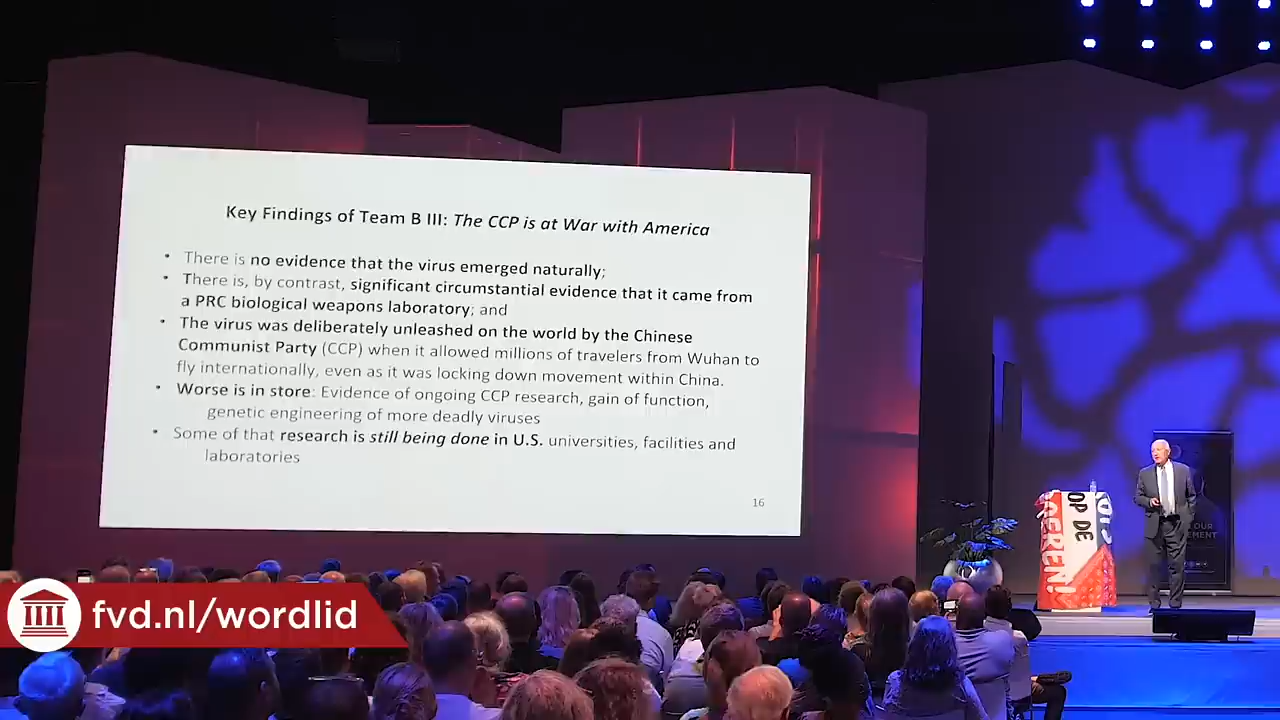 Key Findings of Team B III: The CCP is at War with America
• There is no evidence that the virus emerged naturally;
• There is, by contrast, significant circumstantial evidence that it came from
a PRC biological weapons laboratory; and
• The virus was deliberately unleashed on the world by the Chinese
Communist Party (CCP) when it allowed millions of travelers from Wuhan to
fly internationally, even as it was locking down movement within China.
• Worse is in store: Evidence of ongoing CCP research, gain of function,
genetic engineering of more deadly viruses
• Some of that research is still being done in U.S. universities, facilities and
laboratories
16
OP DE
OUR
fvd.nl/wordlid